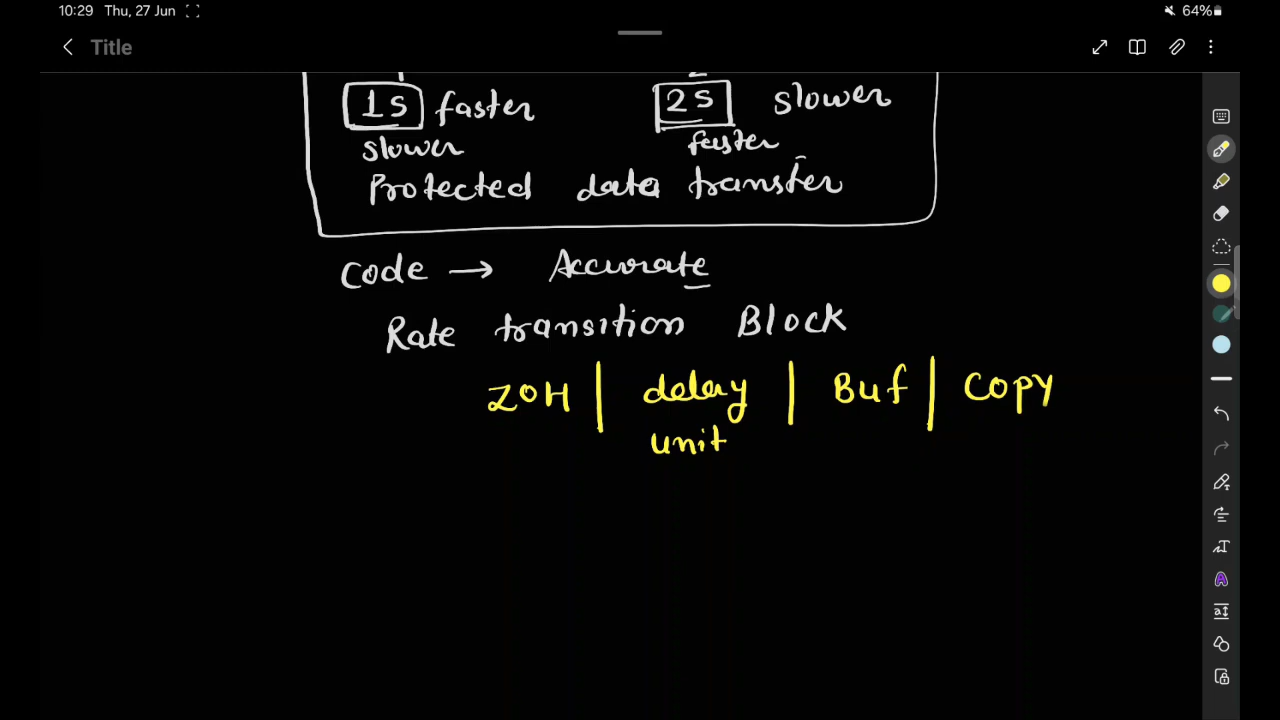 10:29 Thu, 27 Jun
64%
Title
1s faster 2s slower
slower faster
Protected data transfer
Code → Accurate
Rate transition Block
ZOH | delay | Buf | Copy
unit